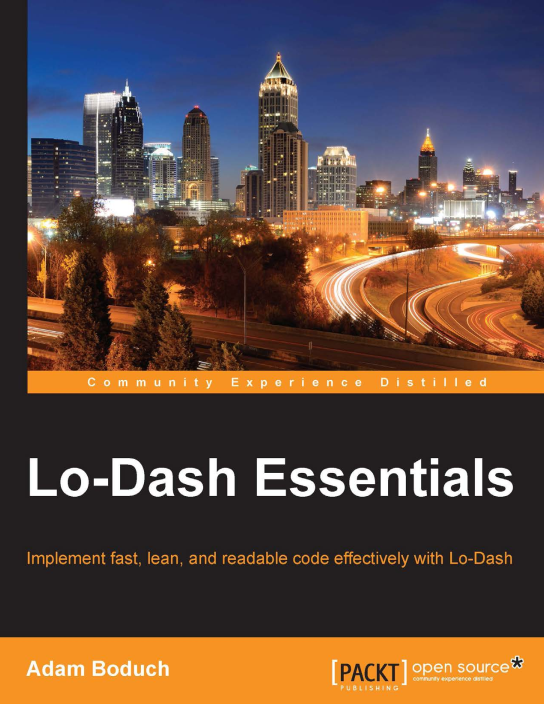 Community Experience Distilled
Lo-Dash Essentials
Implement fast, lean, and readable code effectively with Lo-Dash
Adam Boduch
[PACKT]
PUBLISHING
open source*
community experience distilled